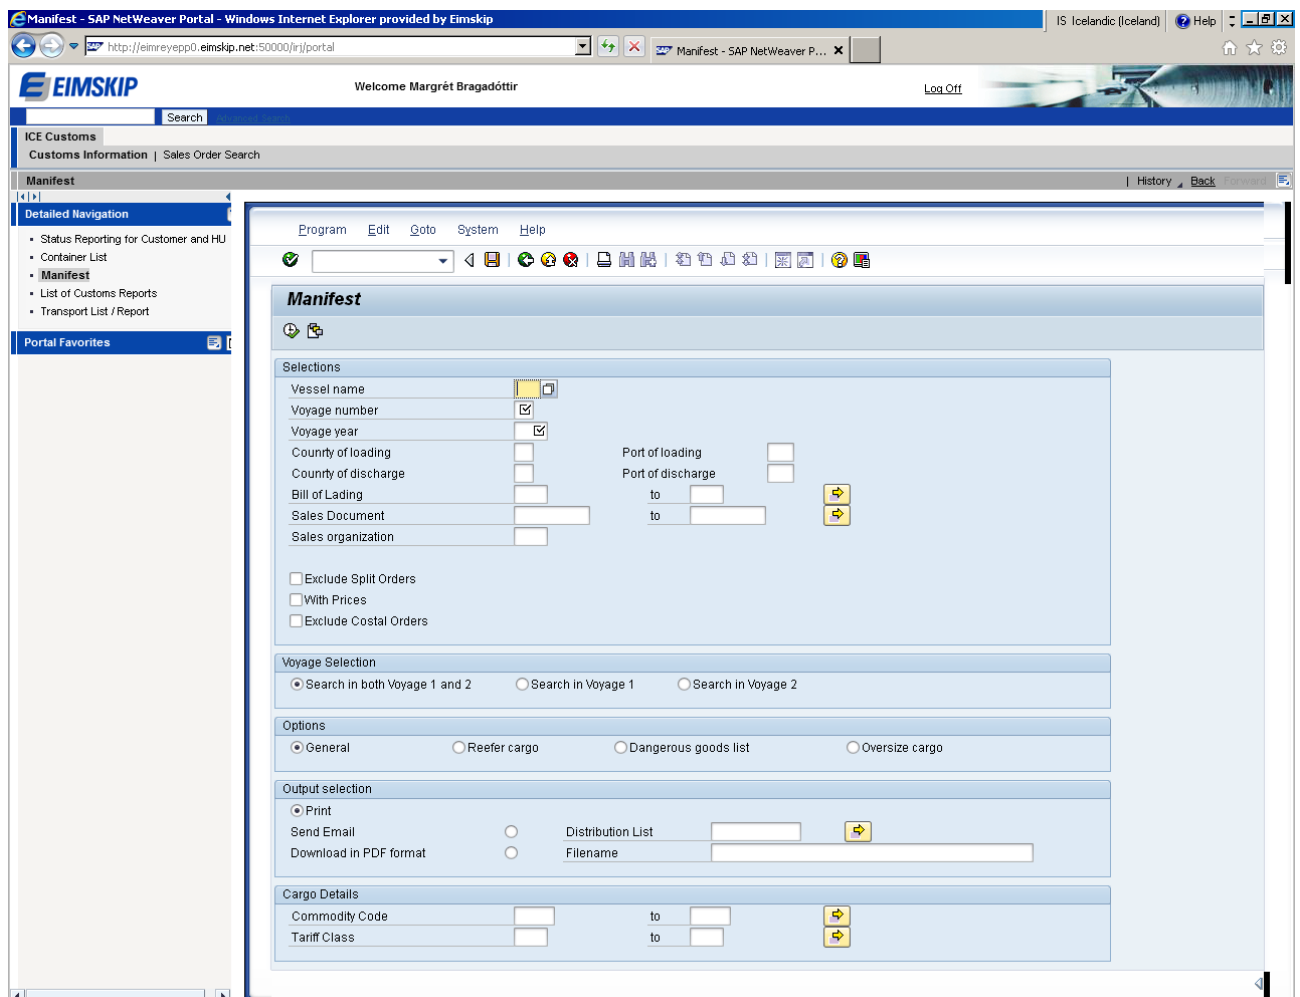 Manifest - SAP NetWeaver Portal - Windows Internet Explorer provided by Eimskip
IS Icelandic (Iceland) Help
http://eimreyepp0.eimskip.net:50000/irj/portal
Manifest - SAP NetWeaver P...
EIMSKIP
Welcome Margrét Bragadóttir
Log Off
Search Advanced Search
ICE Customs
Customs Information | Sales Order Search
Manifest
| History Back Forward
Detailed Navigation
Status Reporting for Customer and HU
Container List
Manifest
List of Customs Reports
Transport List / Report
Portal Favorites
Program Edit Goto System Help
Manifest
Selections
Vessel name
Voyage number
Voyage year
Counrty of loading Port of loading
Counrty of discharge Port of discharge
Bill of Lading to
Sales Document to
Sales organization
Exclude Split Orders
With Prices
Exclude Costal Orders
Voyage Selection
Search in both Voyage 1 and 2 Search in Voyage 1 Search in Voyage 2
Options
General Reefer cargo Dangerous goods list Oversize cargo
Output selection
Print
Send Email Distribution List
Download in PDF format Filename
Cargo Details
Commodity Code to
Tariff Class to